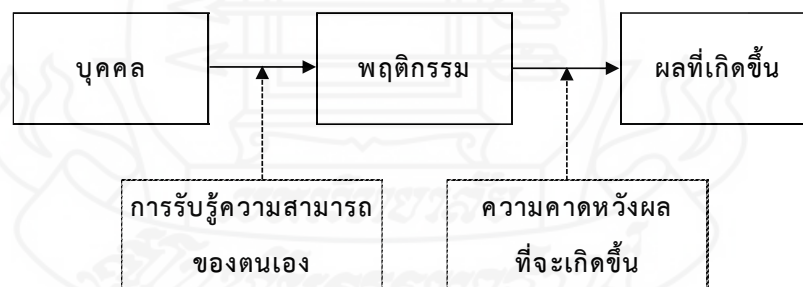 บุคคล
พฤติกรรม
ผลที่เกิดขึ้น
การรับรู้ความสามารถ
ของตนเอง
ความคาดหวังผล
ที่จะเกิดขึ้น